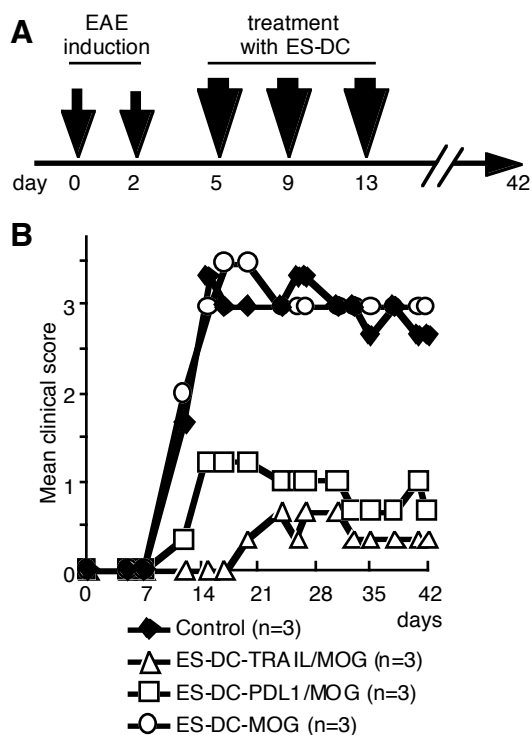 A
EAE
induction
treatment
with ES-DC
day 0 2 5 9 13 42
B
Mean clinical score
3
2
1
0
0 7 14 21 28 35 42
days
Control (n=3)
ES-DC-TRAIL/MOG (n=3)
ES-DC-PDL1/MOG (n=3)
ES-DC-MOG (n=3)